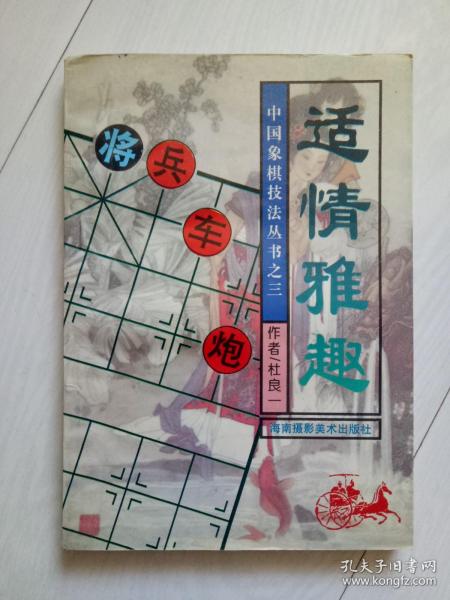 适情雅趣
中国象棋技法丛书之三
作者/杜良一
海南摄影美术出版社
将
兵
车
炮
孔夫子旧书网
www.kongfz.com